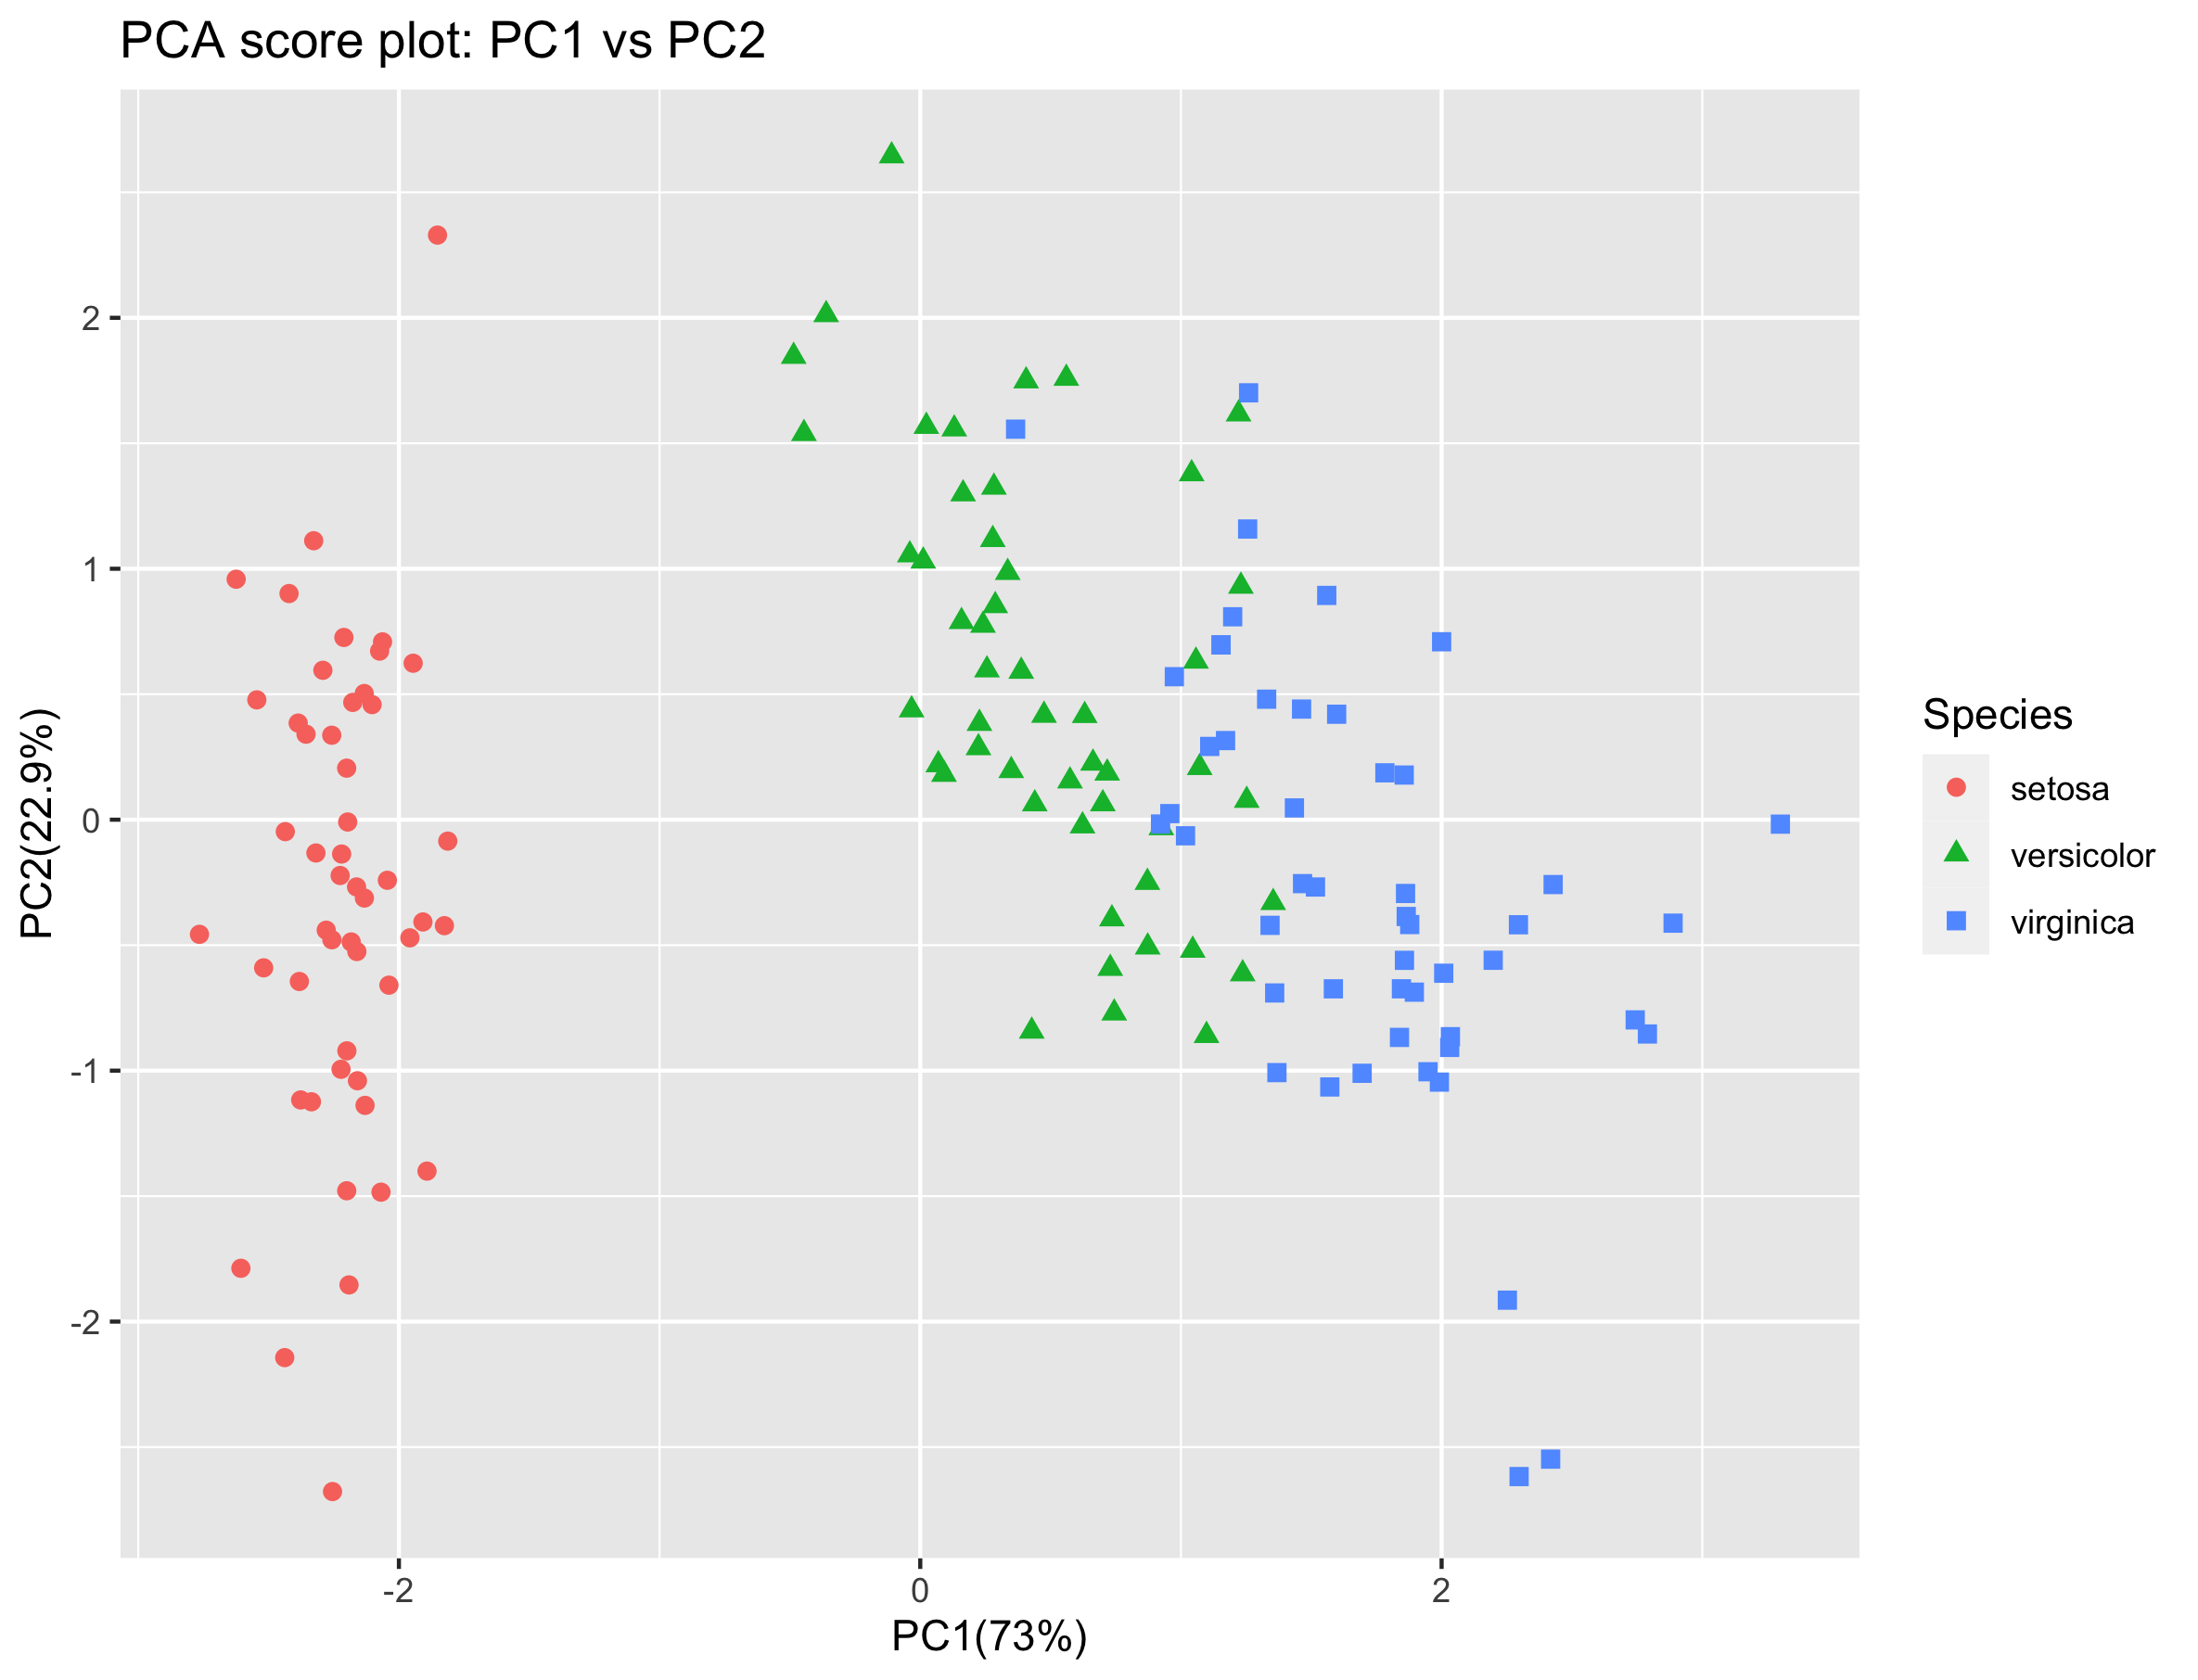 PCA score plot: PC1 vs PC2
2
1
0
-1
-2
PC2(22.9%)
-2 0 2
PC1(73%)
Species
setosa
versicolor
virginica